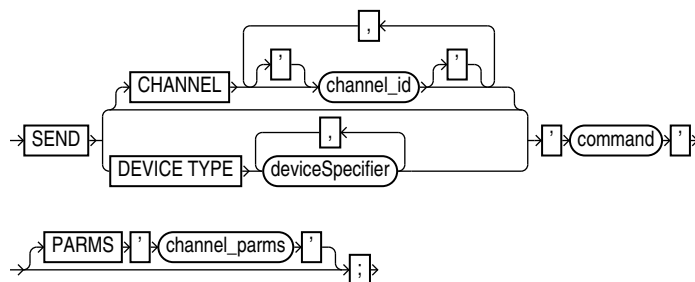 ,
CHANNEL ' channel_id '
SEND ' command '
,
DEVICE TYPE deviceSpecifier
PARMS ' channel_parms '
;